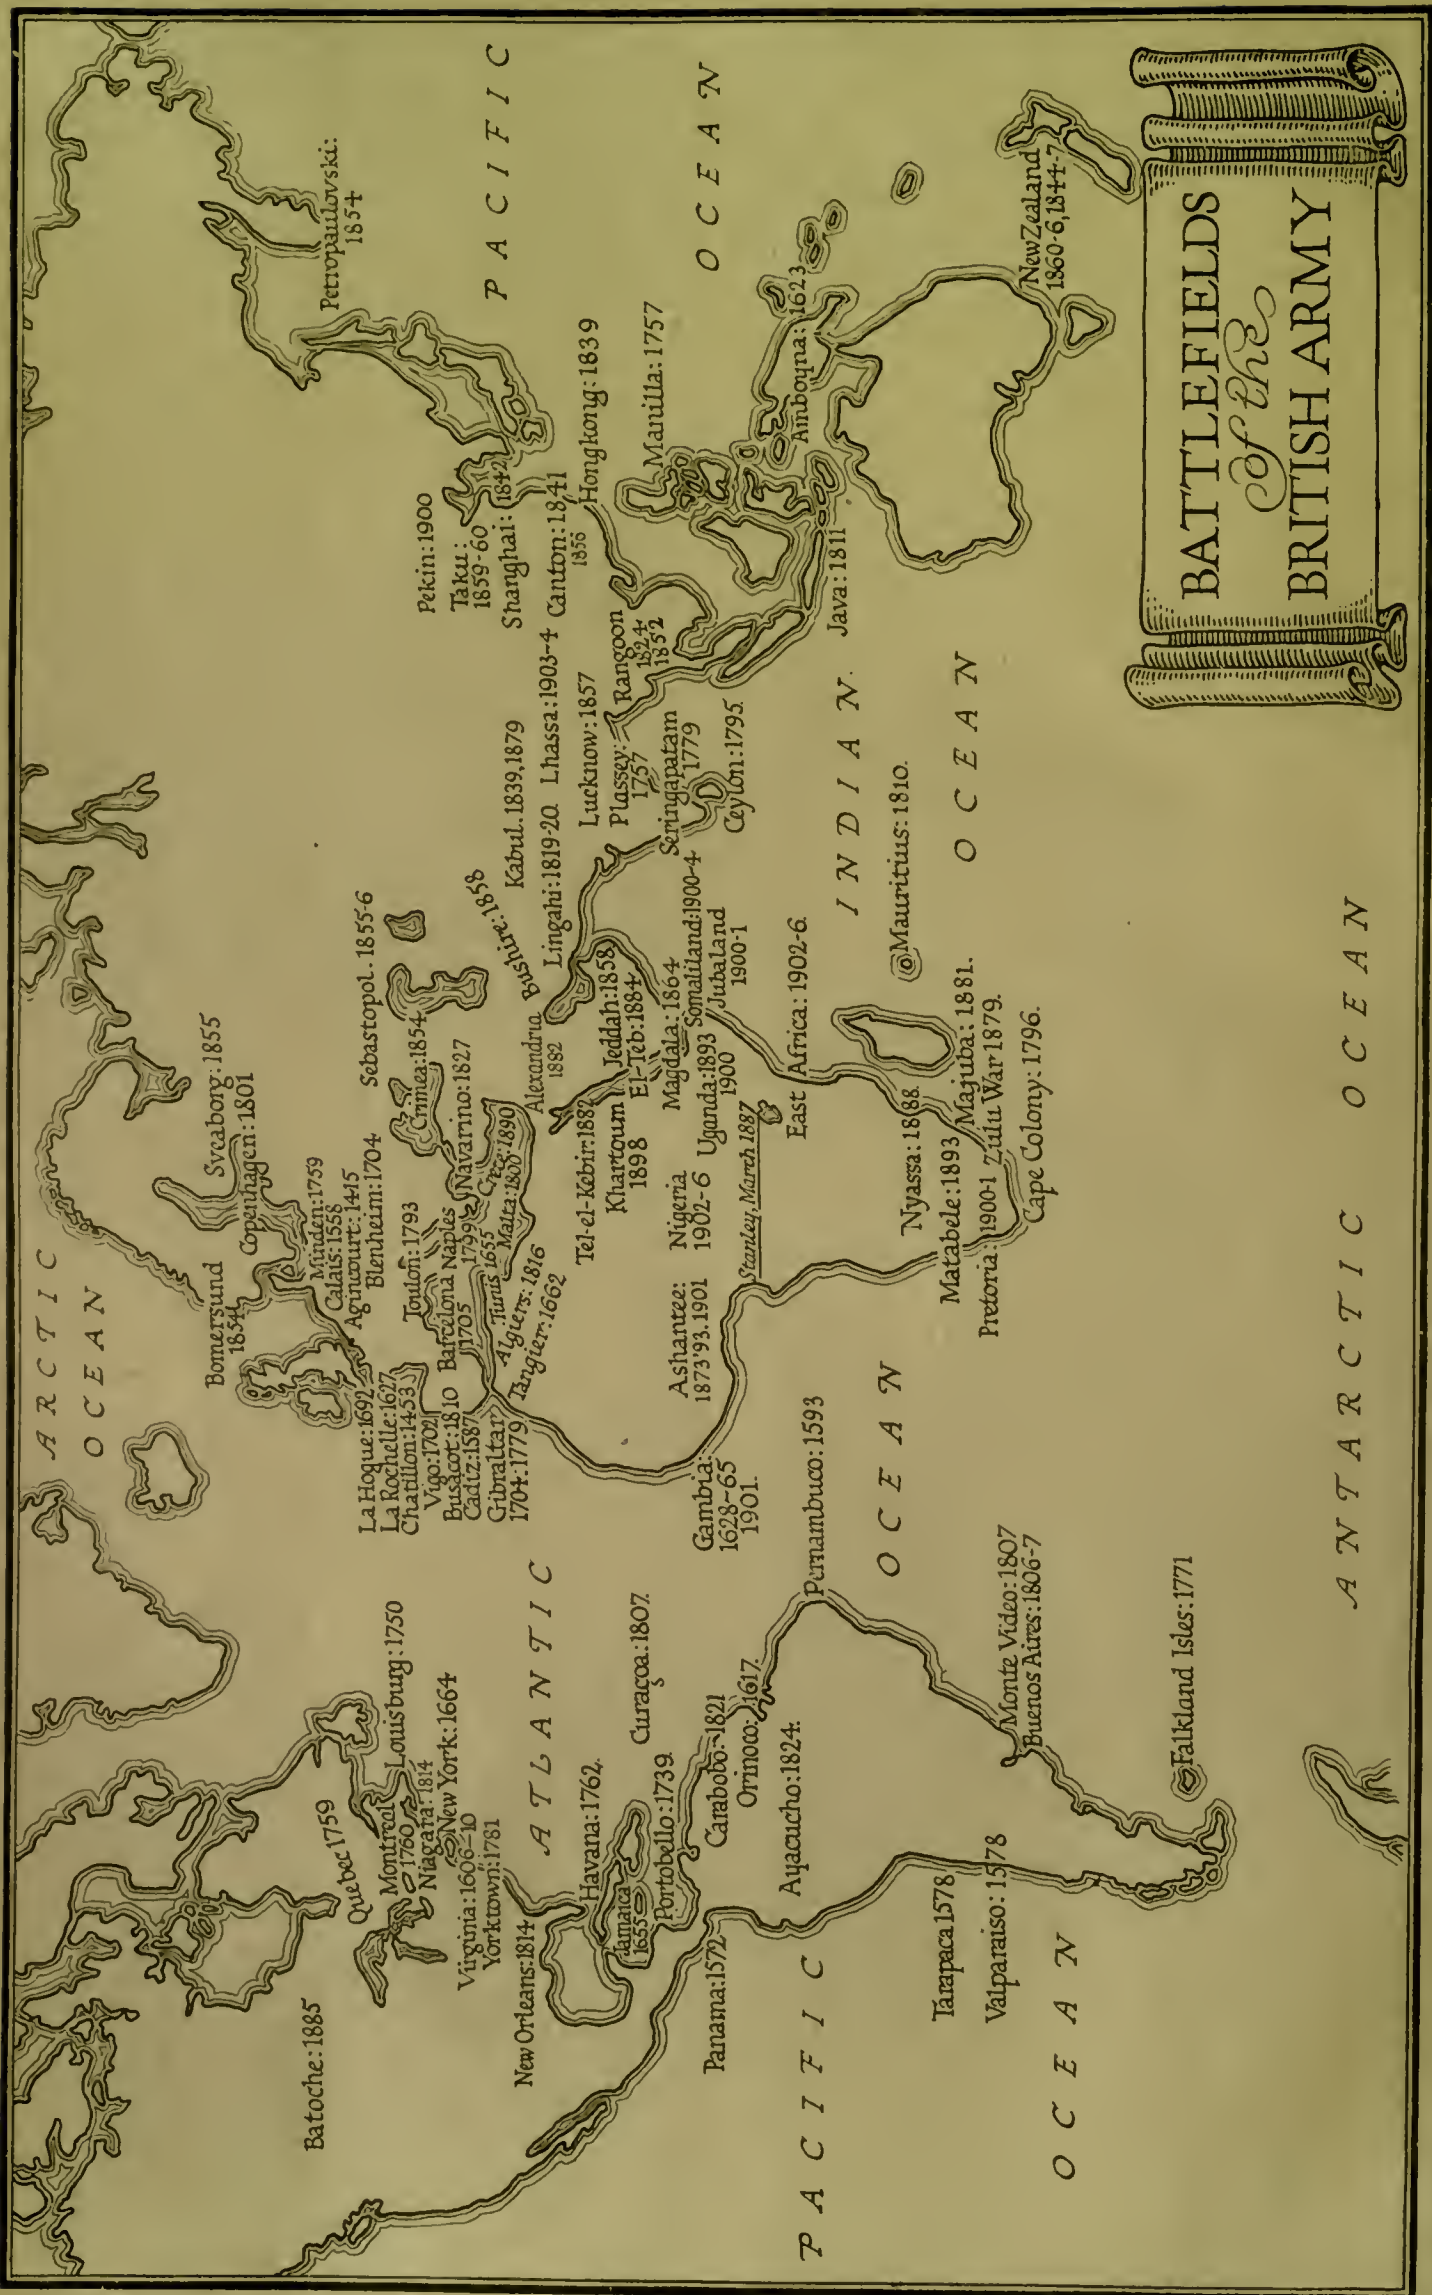 BATTLEFIELDS
of the
BRITISH ARMY
ARCTIC
OCEAN
Batoche:1885
Quebec 1759
Montreal
1760
Louisburg:1750
Niagara:1814
New York:1664
Virginia:1606-10
Yorktown:1781
New Orleans:1814
ATLANTIC
Havana:1762.
Jamaica
1655
Curaçoa:1807.
Portobello:1739.
Panama:1572
Carabobo:1821
Orinoco:1617.
Ayacucho:1824.
Pernambuco:1593
OCEAN
Tarapaca 1578
Valparaiso:1578
Monte Video:1807
Buenos Aires:1806-7
Falkland Isles:1771
PACIFIC
OCEAN
Bomersund
1854
Sveaborg:1855
Copenhagen:1801
Minden:1759
Calais:1558
Agincourt:1415
Blenheim:1704
Sebastopol.1855-6
Crimea:1854
La Hogue:1692
La Rochelle:1627
Chatillon:1453
Vigo:1702
Busacot:1810
Cadiz:1587
Gibraltar
1704:1779
Toulon:1793
Barcelona
1705
Naples
1799
Navarino:1827
Tunis 1655
Crete:1890
Malta:1800
Algiers:1816
Tangier:1662
Alexandria
1882
Bushire:1858
Kabul.1839,1879
Lingahi:1819-20
Lhassa:1903-4
Tel-el-Kebir:1882
Jeddah:1858
Khartoum
1898
El-Teb:1884
Magdala:1864
Somaliland:1900-4
Jubaland
1900-1
Uganda:1893
1900
Nigeria
1902-6
Stanley, March 1887
Ashantee:
1873'93.1901
Gambia:
1628-65
1901.
East Africa:1902-6.
Nyassa:1888.
Matabele:1893
Majuba:1881.
Pretoria:1900-1
Zulu War 1879.
Cape Colony:1796.
Mauritius:1810.
Lucknow:1857
Plassey:
1757
Rangoon
1824
1852
Seringapatam
1779
Ceylon:1795.
INDIAN
OCEAN
Petropaulovski:
1854
Pekin:1900
Taku:
1859-60
Shanghai:1842
Canton:1841
1856
Hongkong:1839
Manilla:1757
Java:1811
Amboyna:1623
New Zealand
1860-6,1844-7
PACIFIC
OCEAN
ANTARCTIC OCEAN